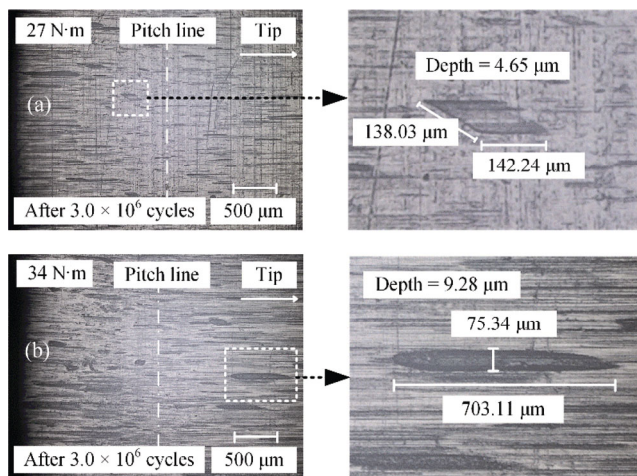 27 N·m
Pitch line
Tip
(a)
After 3.0 × 10⁶ cycles
500 μm
Depth = 4.65 μm
138.03 μm
142.24 μm
34 N·m
Pitch line
Tip
(b)
After 3.0 × 10⁶ cycles
500 μm
Depth = 9.28 μm
75.34 μm
703.11 μm